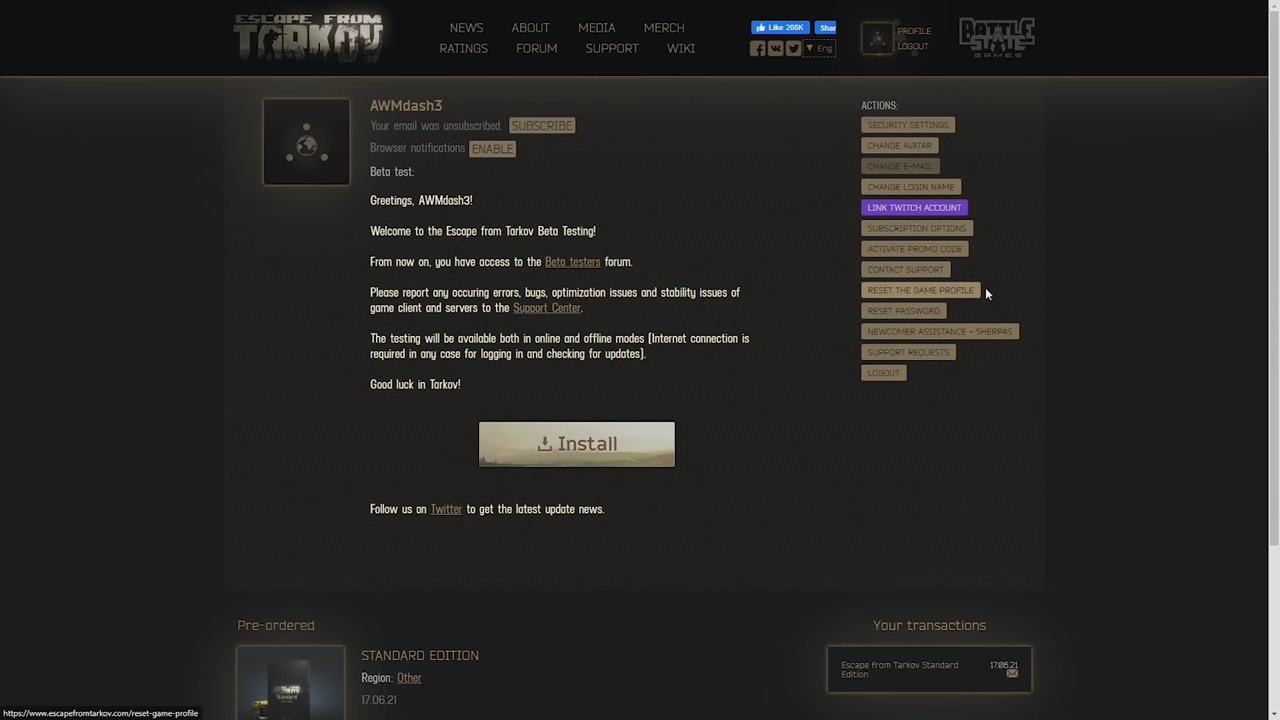 ESCAPE FROM
TARKOV
NEWS ABOUT MEDIA MERCH
RATINGS FORUM SUPPORT WIKI
Like 208K Shar
Eng
PROFILE
LOGOUT
BATTLE
STATE
GAMES
AWMdash3
Your email was unsubscribed. SUBSCRIBE
Browser notifications ENABLE
Beta test:
Greetings, AWMdash3!
Welcome to the Escape from Tarkov Beta Testing!
From now on, you have access to the Beta testers forum.
Please report any occuring errors, bugs, optimization issues and stability issues of
game client and servers to the Support Center.
The testing will be available both in online and offline modes (Internet connection is
required in any case for logging in and checking for updates).
Good luck in Tarkov!
Install
Follow us on Twitter to get the latest update news.
ACTIONS:
SECURITY SETTINGS
CHANGE AVATAR
CHANGE E-MAIL
CHANGE LOGIN NAME
LINK TWITCH ACCOUNT
SUBSCRIPTION OPTIONS
ACTIVATE PROMO CODE
CONTACT SUPPORT
RESET THE GAME PROFILE
RESET PASSWORD
NEWCOMER ASSISTANCE - SHERPAS
SUPPORT REQUESTS
LOGOUT
Pre-ordered
STANDARD EDITION
Region: Other
17.06.21
Your transactions
Escape from Tarkov Standard 17.06.21
Edition
https://www.escapefromtarkov.com/reset-game-profile